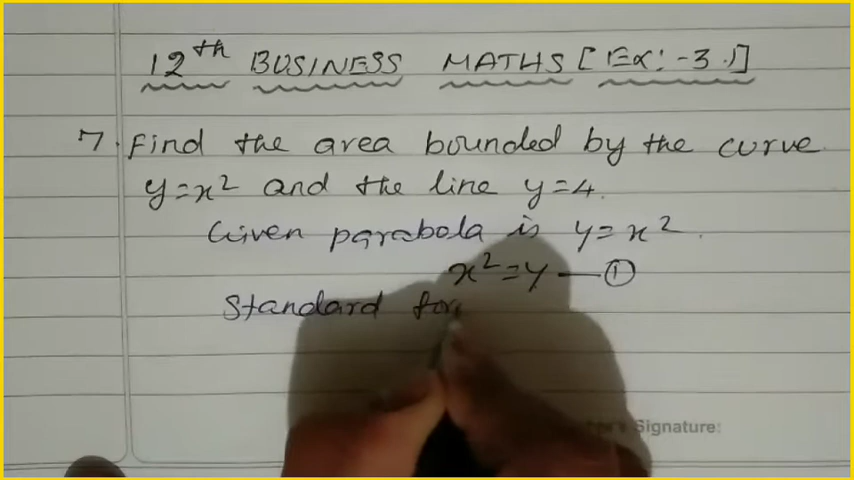 12th BUSINESS MATHS [Ex:-3.1]
7. Find the area bounded by the curve
y=x² and the line y=4.
Given parabola is y=x².
x²=y —①
Standard for
Signature: